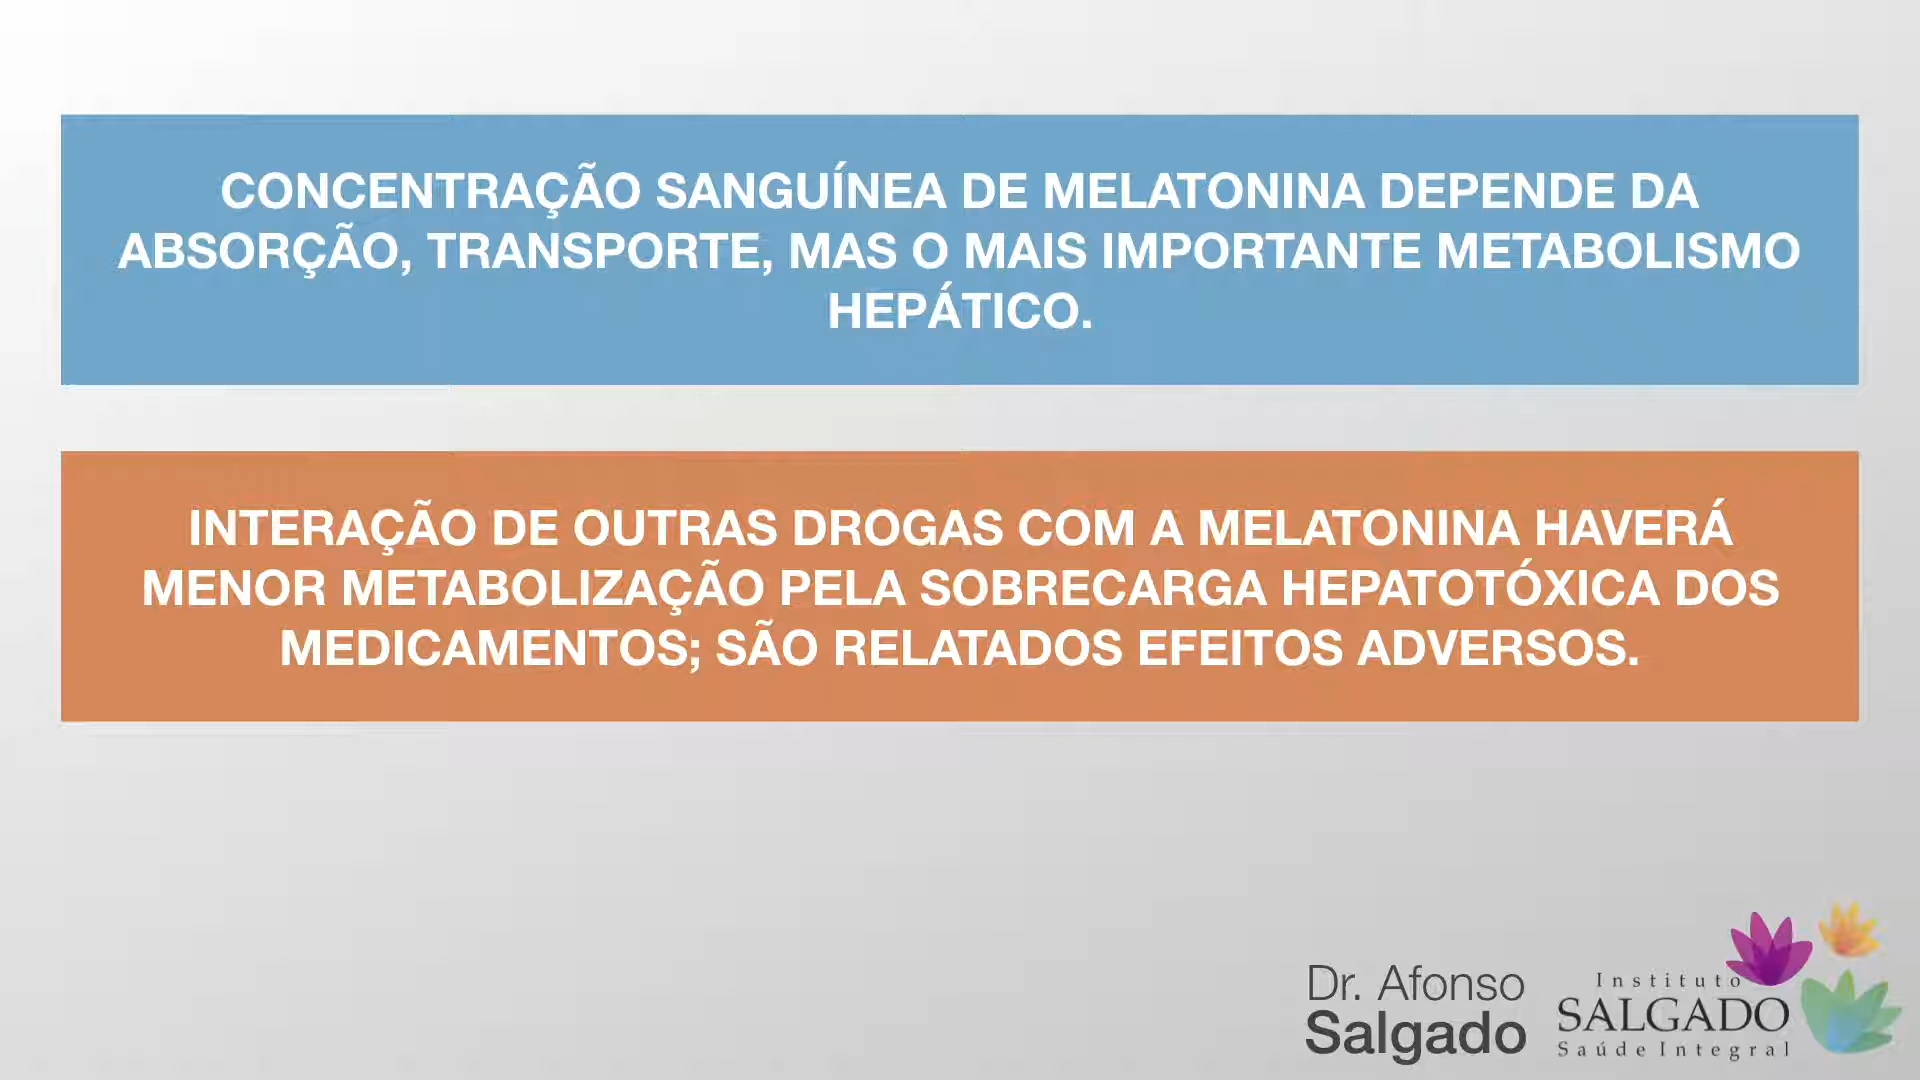 CONCENTRAÇÃO SANGUÍNEA DE MELATONINA DEPENDE DA
ABSORÇÃO, TRANSPORTE, MAS O MAIS IMPORTANTE METABOLISMO
HEPÁTICO.
INTERAÇÃO DE OUTRAS DROGAS COM A MELATONINA HAVERÁ
MENOR METABOLIZAÇÃO PELA SOBRECARGA HEPATOTÓXICA DOS
MEDICAMENTOS; SÃO RELATADOS EFEITOS ADVERSOS.
Dr. Afonso
Salgado
Instituto
SALGADO
Saúde Integral